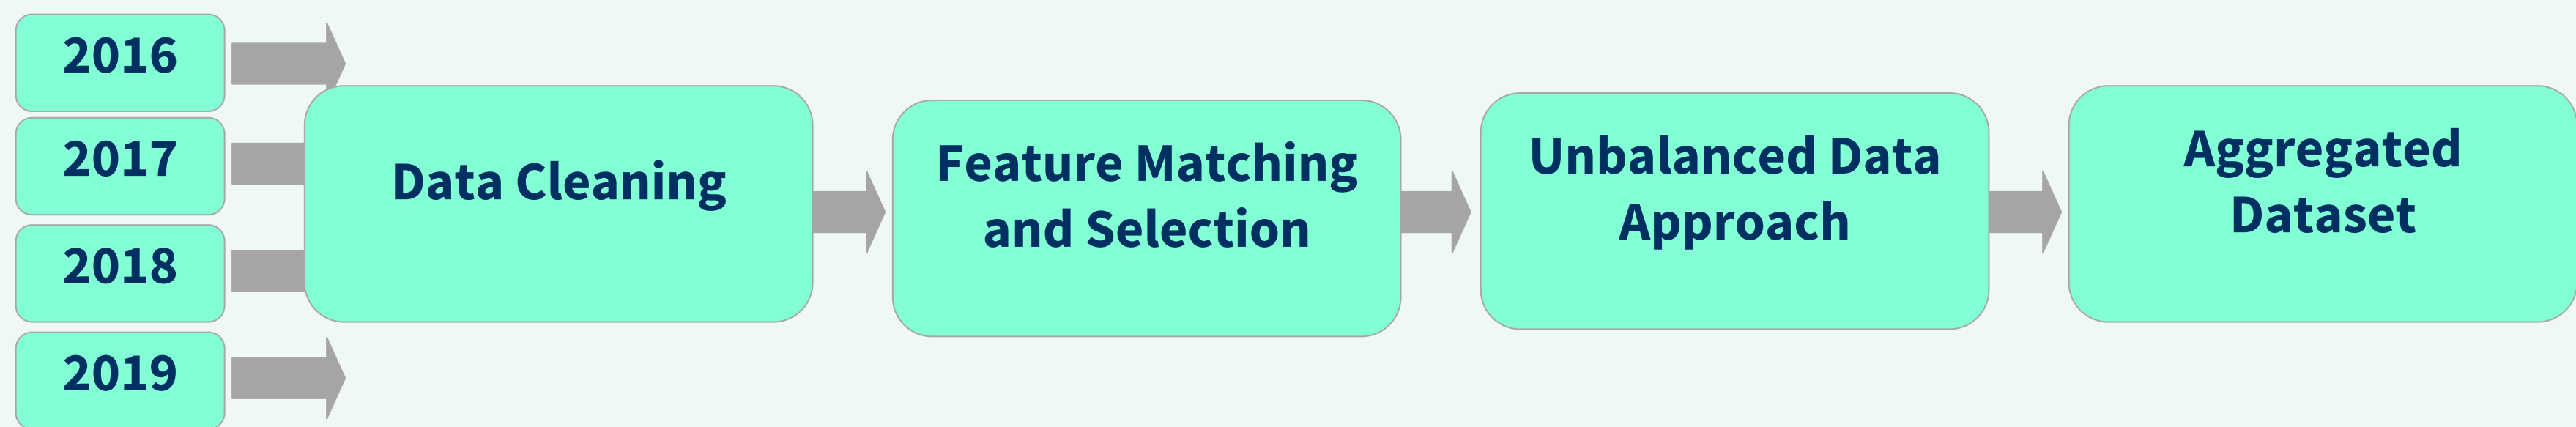 2016
2017
2018
2019
Data Cleaning
Feature Matching
and Selection
Unbalanced Data
Approach
Aggregated
Dataset